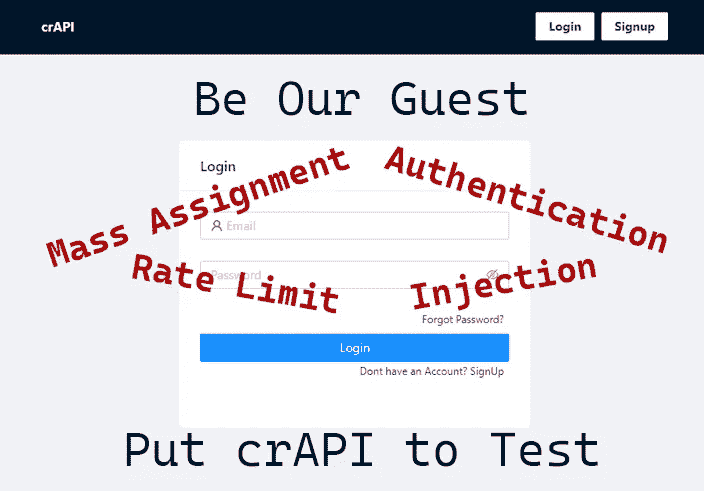 crAPI
Login
Signup
Be Our Guest
Login
Mass Assignment
Authentication
Email
Rate Limit
Password
Injection
Forgot Password?
Login
Dont have an Account? SignUp
Put crAPI to Test